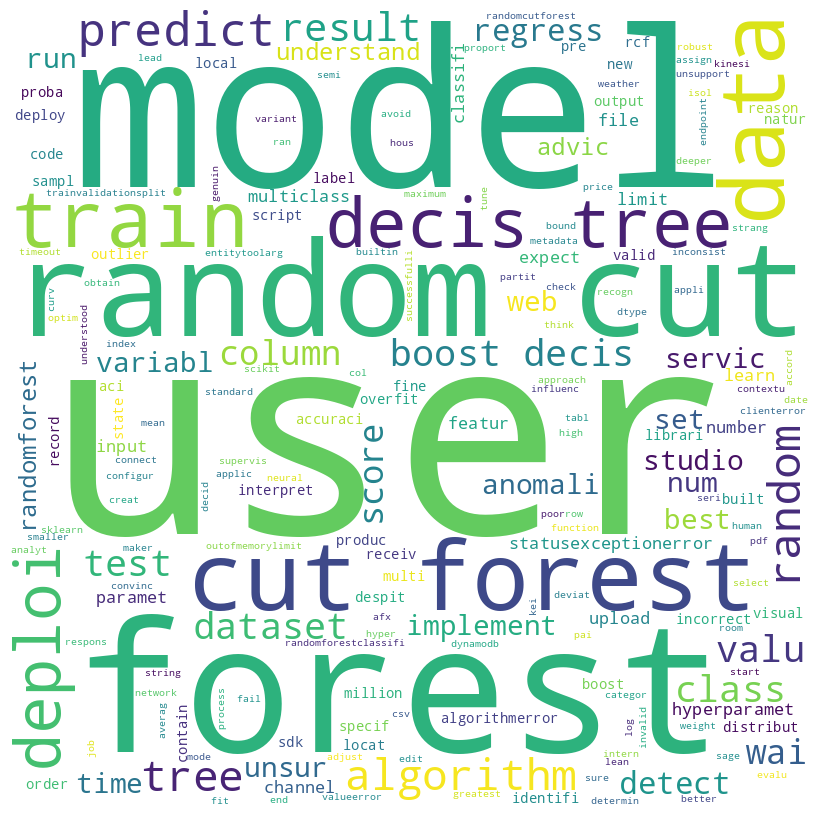 randomcutforest
predict
result
regress
pre
rcf
robust
data
run
lead
local
understand
semi
classifi
proport
new
assign
kinesi
unsupport
model
proba
weather
output
file
reason
natur
deploy
variant
avoid
ran
hous
advic
endpoint
code
isol
deeper
sampl
trainvalidationsplit
genuin
label
multiclass
script
maximum
tune
price
limit
strang
train
decis tree
bound
metadata
timeout
outlier
entitytoolarg
builtin
expect
valid
inconsist
random cut
successfulli
partit
check
obtain
curv
optim
web
recogn
appli
dtype
think
understood
index
scikit
col
variabl
column
boost decis
servic
learn
accord
randomforest
aci
standard
fine
overfit
approach
influenc
contextu
date
state
accuraci
featur
tabl
high
set
clienterror
record
input
mean
connect
supervis
score
librari
number
random
user
configur
applic
neural
interpret
anomali
studio
num
creat
decid
seri
built
poor
row
human
sklearn
smaller
function
best
analyt
maker
outofmemorylimit
produc
receiv
statusexceptionerror
pdf
deploi
test
convinc
cut forest
multi
select
paramet
despit
deviat
kei
dataset
afx
hyper
implement
upload
incorrect
visual
respons
randomforestclassifi
dynamodb
pai
room
valu
forest
string
network
process
fail
million
boost
categor
start
class
averag
contain
csv
specif
algorithmerror
log
invalid
weight
hyperparamet
distribut
job
mode
sdk
locat
edit
intern
lean
sage
wai
order
time
tree
unsur
adjust
algorithm
sure
detect
evalu
channel
fit
end
valueerror
greatest
identifi
determin
better